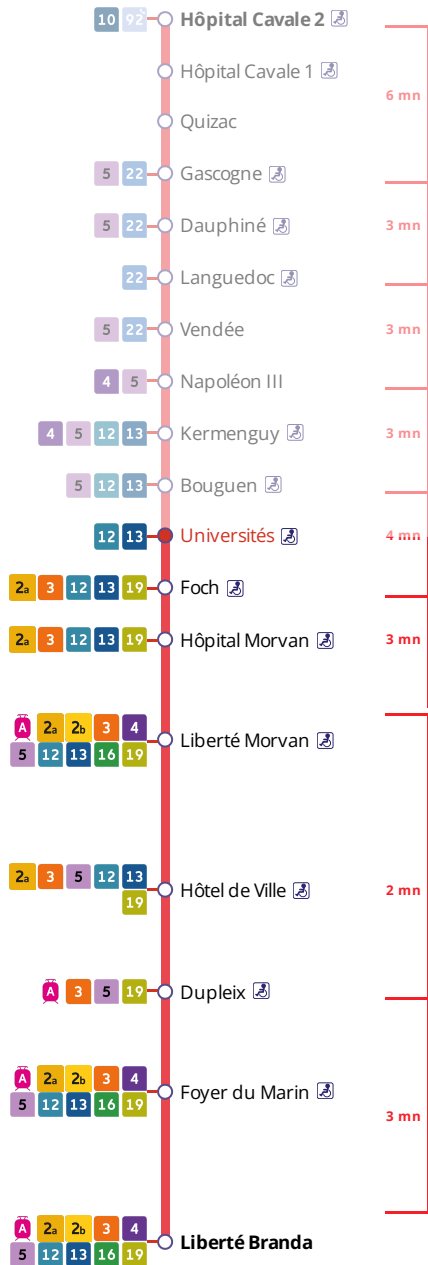 10 92 Hôpital Cavale 2
Hôpital Cavale 1
6 mn
Quizac
5 22 Gascogne
5 22 Dauphiné 3 mn
22 Languedoc
5 22 Vendée 3 mn
4 5 Napoléon III
4 5 12 13 Kermenguy 3 mn
5 12 13 Bouguen
12 13 Universités 4 mn
2a 3 12 13 19 Foch
2a 3 12 13 19 Hôpital Morvan 3 mn
A 2a 2b 3 4
Liberté Morvan
5 12 13 16 19
2a 3 5 12 13
Hôtel de Ville 2 mn
19
A 3 5 19 Dupleix
A 2a 2b 3 4
Foyer du Marin
5 12 13 16 19
3 mn
A 2a 2b 3 4
Liberté Branda
5 12 13 16 19